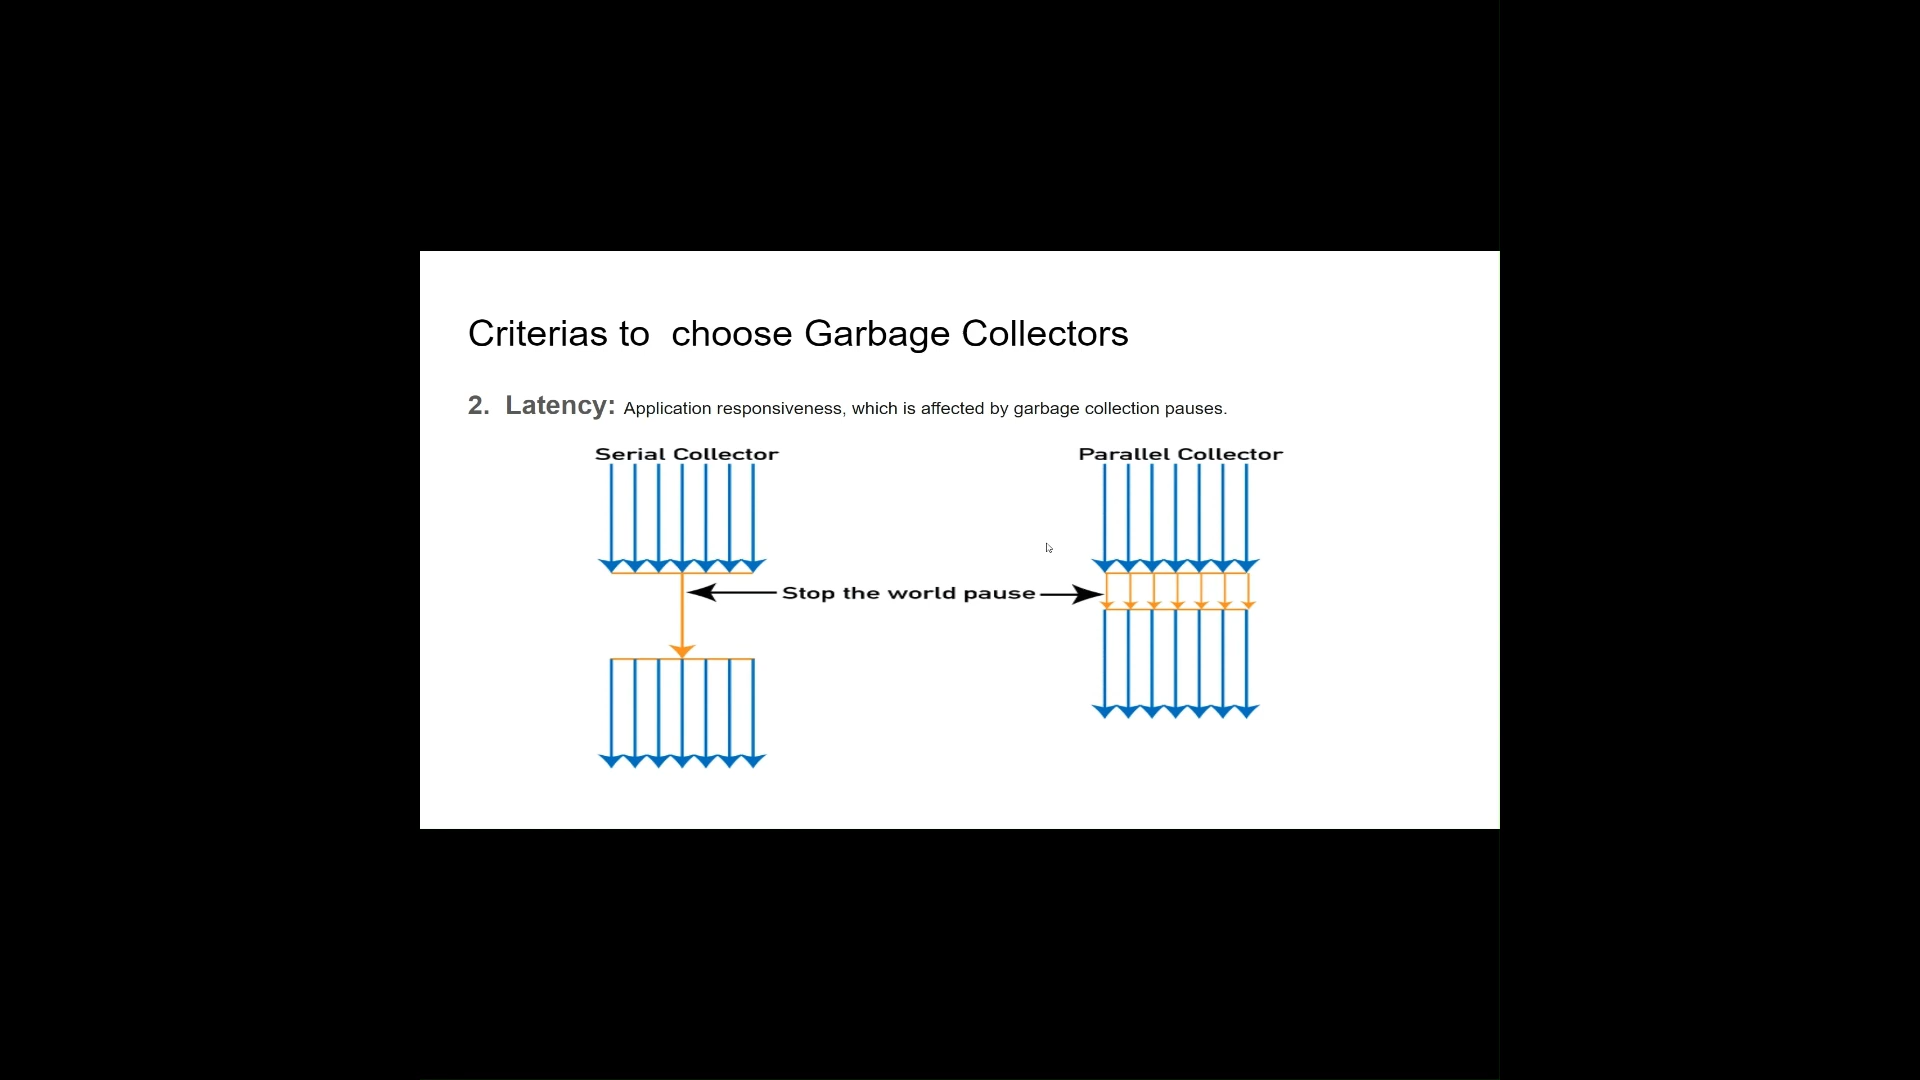 Criterias to  choose Garbage Collectors
2. Latency: Application responsiveness, which is affected by garbage collection pauses.
Serial Collector
Parallel Collector
Stop the world pause